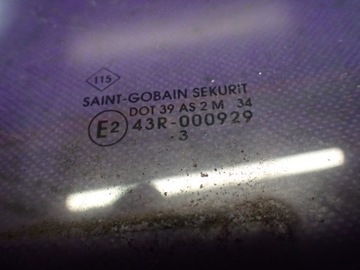 115
SAINT-GOBAIN SEKURIT
DOT 39 AS 2 M 34
E2 43R-000929
3